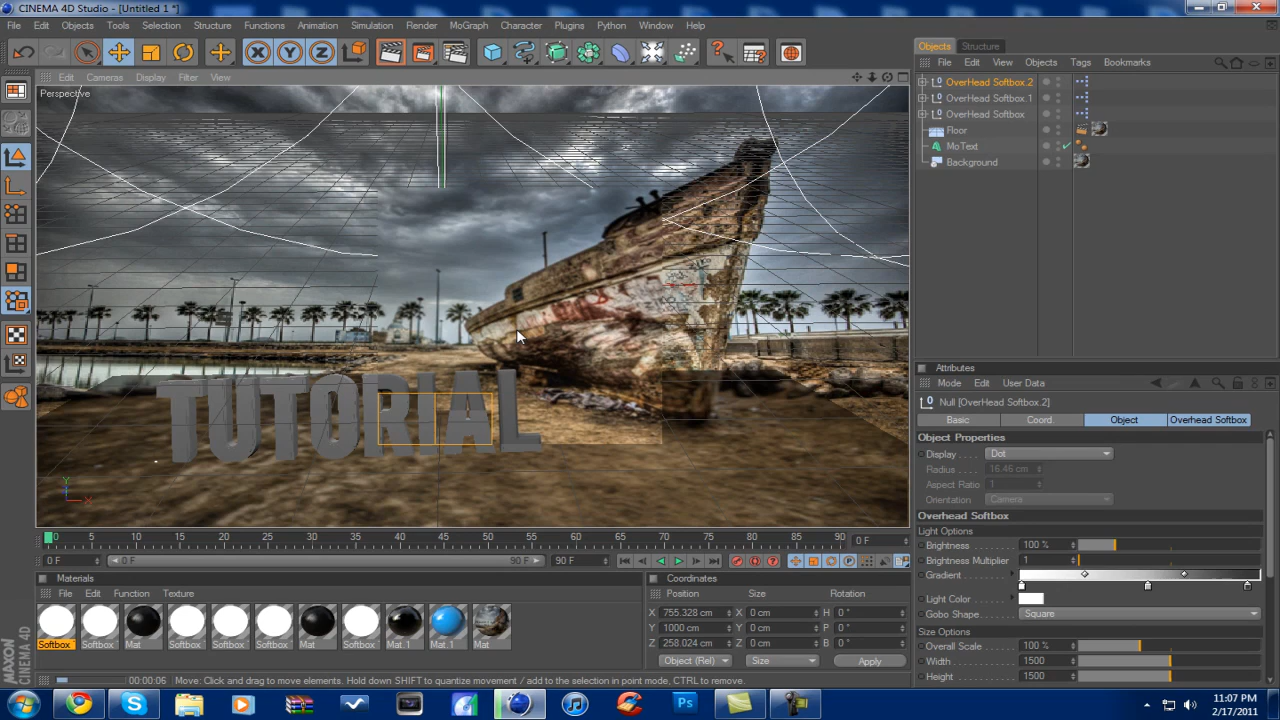 CINEMA 4D Studio - [Untitled 1 *]
File Edit Objects Tools Selection Structure Functions Animation Simulation Render MoGraph Character Plugins Python Window Help
Objects Structure
File Edit View Objects Tags Bookmarks
Edit Cameras Display Filter View
Perspective
OverHead Softbox.2
OverHead Softbox.1
OverHead Softbox
Floor
MoText
Background
TUTORIAL
Attributes
Mode Edit User Data
Null [OverHead Softbox.2]
Basic Coord. Object Overhead Softbox
Object Properties
Display Dot
Radius 16.46 cm
Aspect Ratio 1
Orientation Camera
Overhead Softbox
Light Options
Brightness 100 %
Brightness Multiplier 1
Gradient
Light Color
Gobo Shape Square
Size Options
Overall Scale 100 %
Width 1500
Height 1500
0 5 10 15 20 25 30 35 40 45 50 55 60 65 70 75 80 85 90 0 F
0 F 0 F 90 F 90 F
Materials
File Edit Function Texture
Softbox Softbox Mat Softbox Softbox Softbox Mat Softbox Mat.1 Mat.1 Mat
Coordinates
Position Size Rotation
X 755.328 cm X 0 cm H 0 °
Y 1000 cm Y 0 cm P 0 °
Z 258.024 cm Z 0 cm B 0 °
Object (Rel) Size Apply
MAXON CINEMA 4D
00:00:06 Move: Click and drag to move elements. Hold down SHIFT to quantize movement / add to the selection in point mode, CTRL to remove.
Ps
11:07 PM
2/17/2011